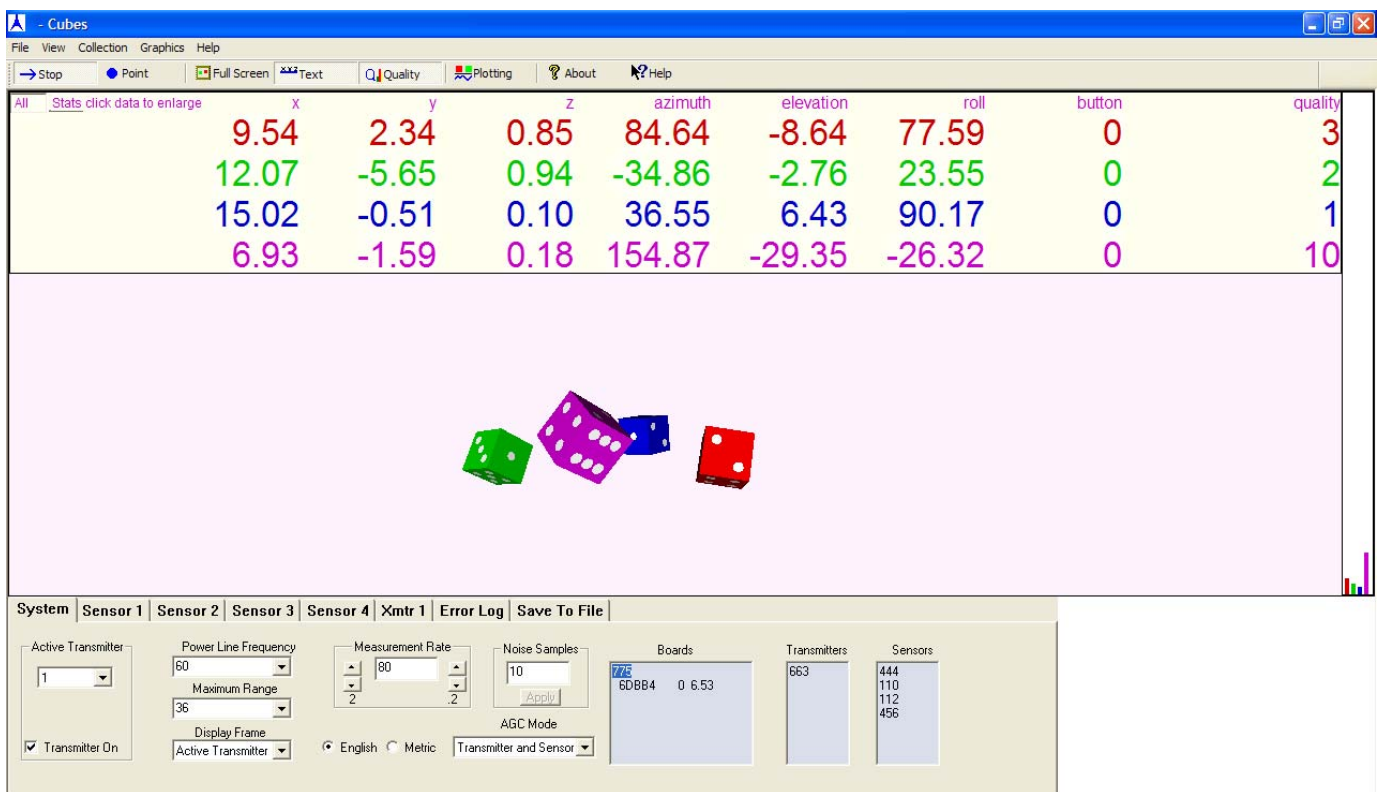 - Cubes
File View Collection Graphics Help
Stop Point Full Screen XYZ Text Quality Plotting ? About Help
All Stats click data to enlarge x y z azimuth elevation roll button quality
9.54 2.34 0.85 84.64 -8.64 77.59 0 3
12.07 -5.65 0.94 -34.86 -2.76 23.55 0 2
15.02 -0.51 0.10 36.55 6.43 90.17 0 1
6.93 -1.59 0.18 154.87 -29.35 -26.32 0 10
System Sensor 1 Sensor 2 Sensor 3 Sensor 4 Xmtr 1 Error Log Save To File
Active Transmitter
1
Transmitter On
Power Line Frequency
60
Maximum Range
36
Display Frame
Active Transmitter
Measurement Rate
80
2 .2
English Metric
Noise Samples
10
Apply
AGC Mode
Transmitter and Sensor
Boards
775
6DBB4 0 6.53
Transmitters
663
Sensors
444
110
112
456